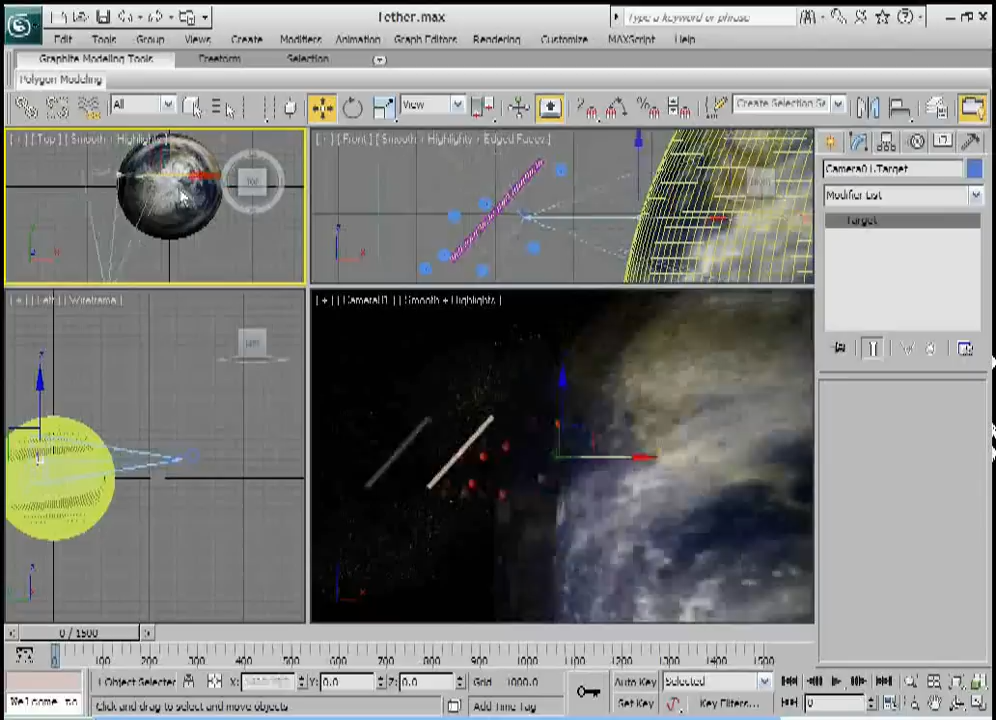 Tether.max
Type a keyword or phrase
Edit Tools Group Views Create Modifiers Animation Graph Editors Rendering Customize MAXScript Help
Graphite Modeling Tools Freeform Selection
Polygon Modeling
All View Create Selection Se
[ + ] [ Top ] [ Smooth + Highlights ]
[ + ] [ Front ] [ Smooth + Highlights + Edged Faces ]
Camera01.Target
Modifier List
Target
[ + ] [ Left ] [ Wireframe ]
[ + ] [ Camera01 ] [ Smooth + Highlights ]
0 / 1500
0 100 200 300 400 500 600 700 800 900 1000 1100 1200 1300 1400 1500
1 Object Selected X: Y: 0.0 Z: 0.0 Grid 1000.0 Auto Key Selected
Welcome to Click and drag to select and move objects Add Time Tag Set Key Key Filters... 0